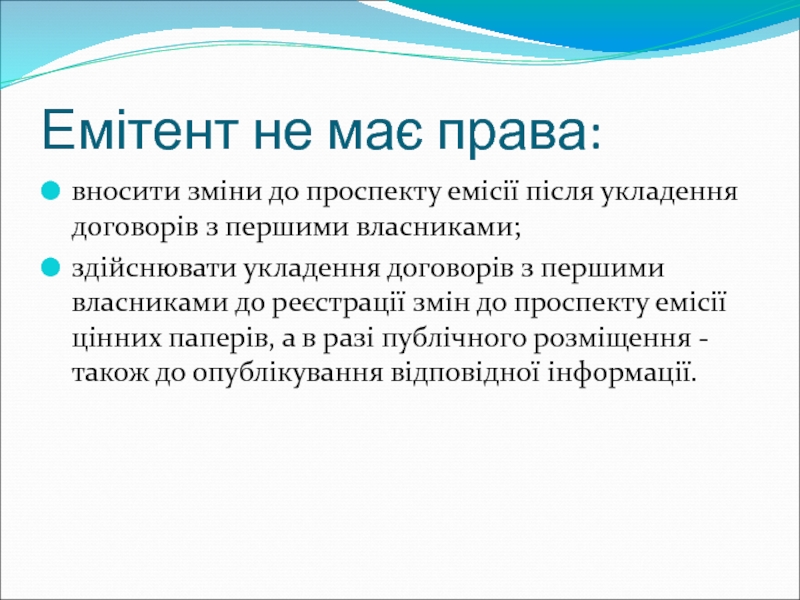 Емітент не має права:
вносити зміни до проспекту емісії після укладення
договорів з першими власниками;
здійснювати укладення договорів з першими
власниками до реєстрації змін до проспекту емісії
цінних паперів, а в разі публічного розміщення -
також до опублікування відповідної інформації.